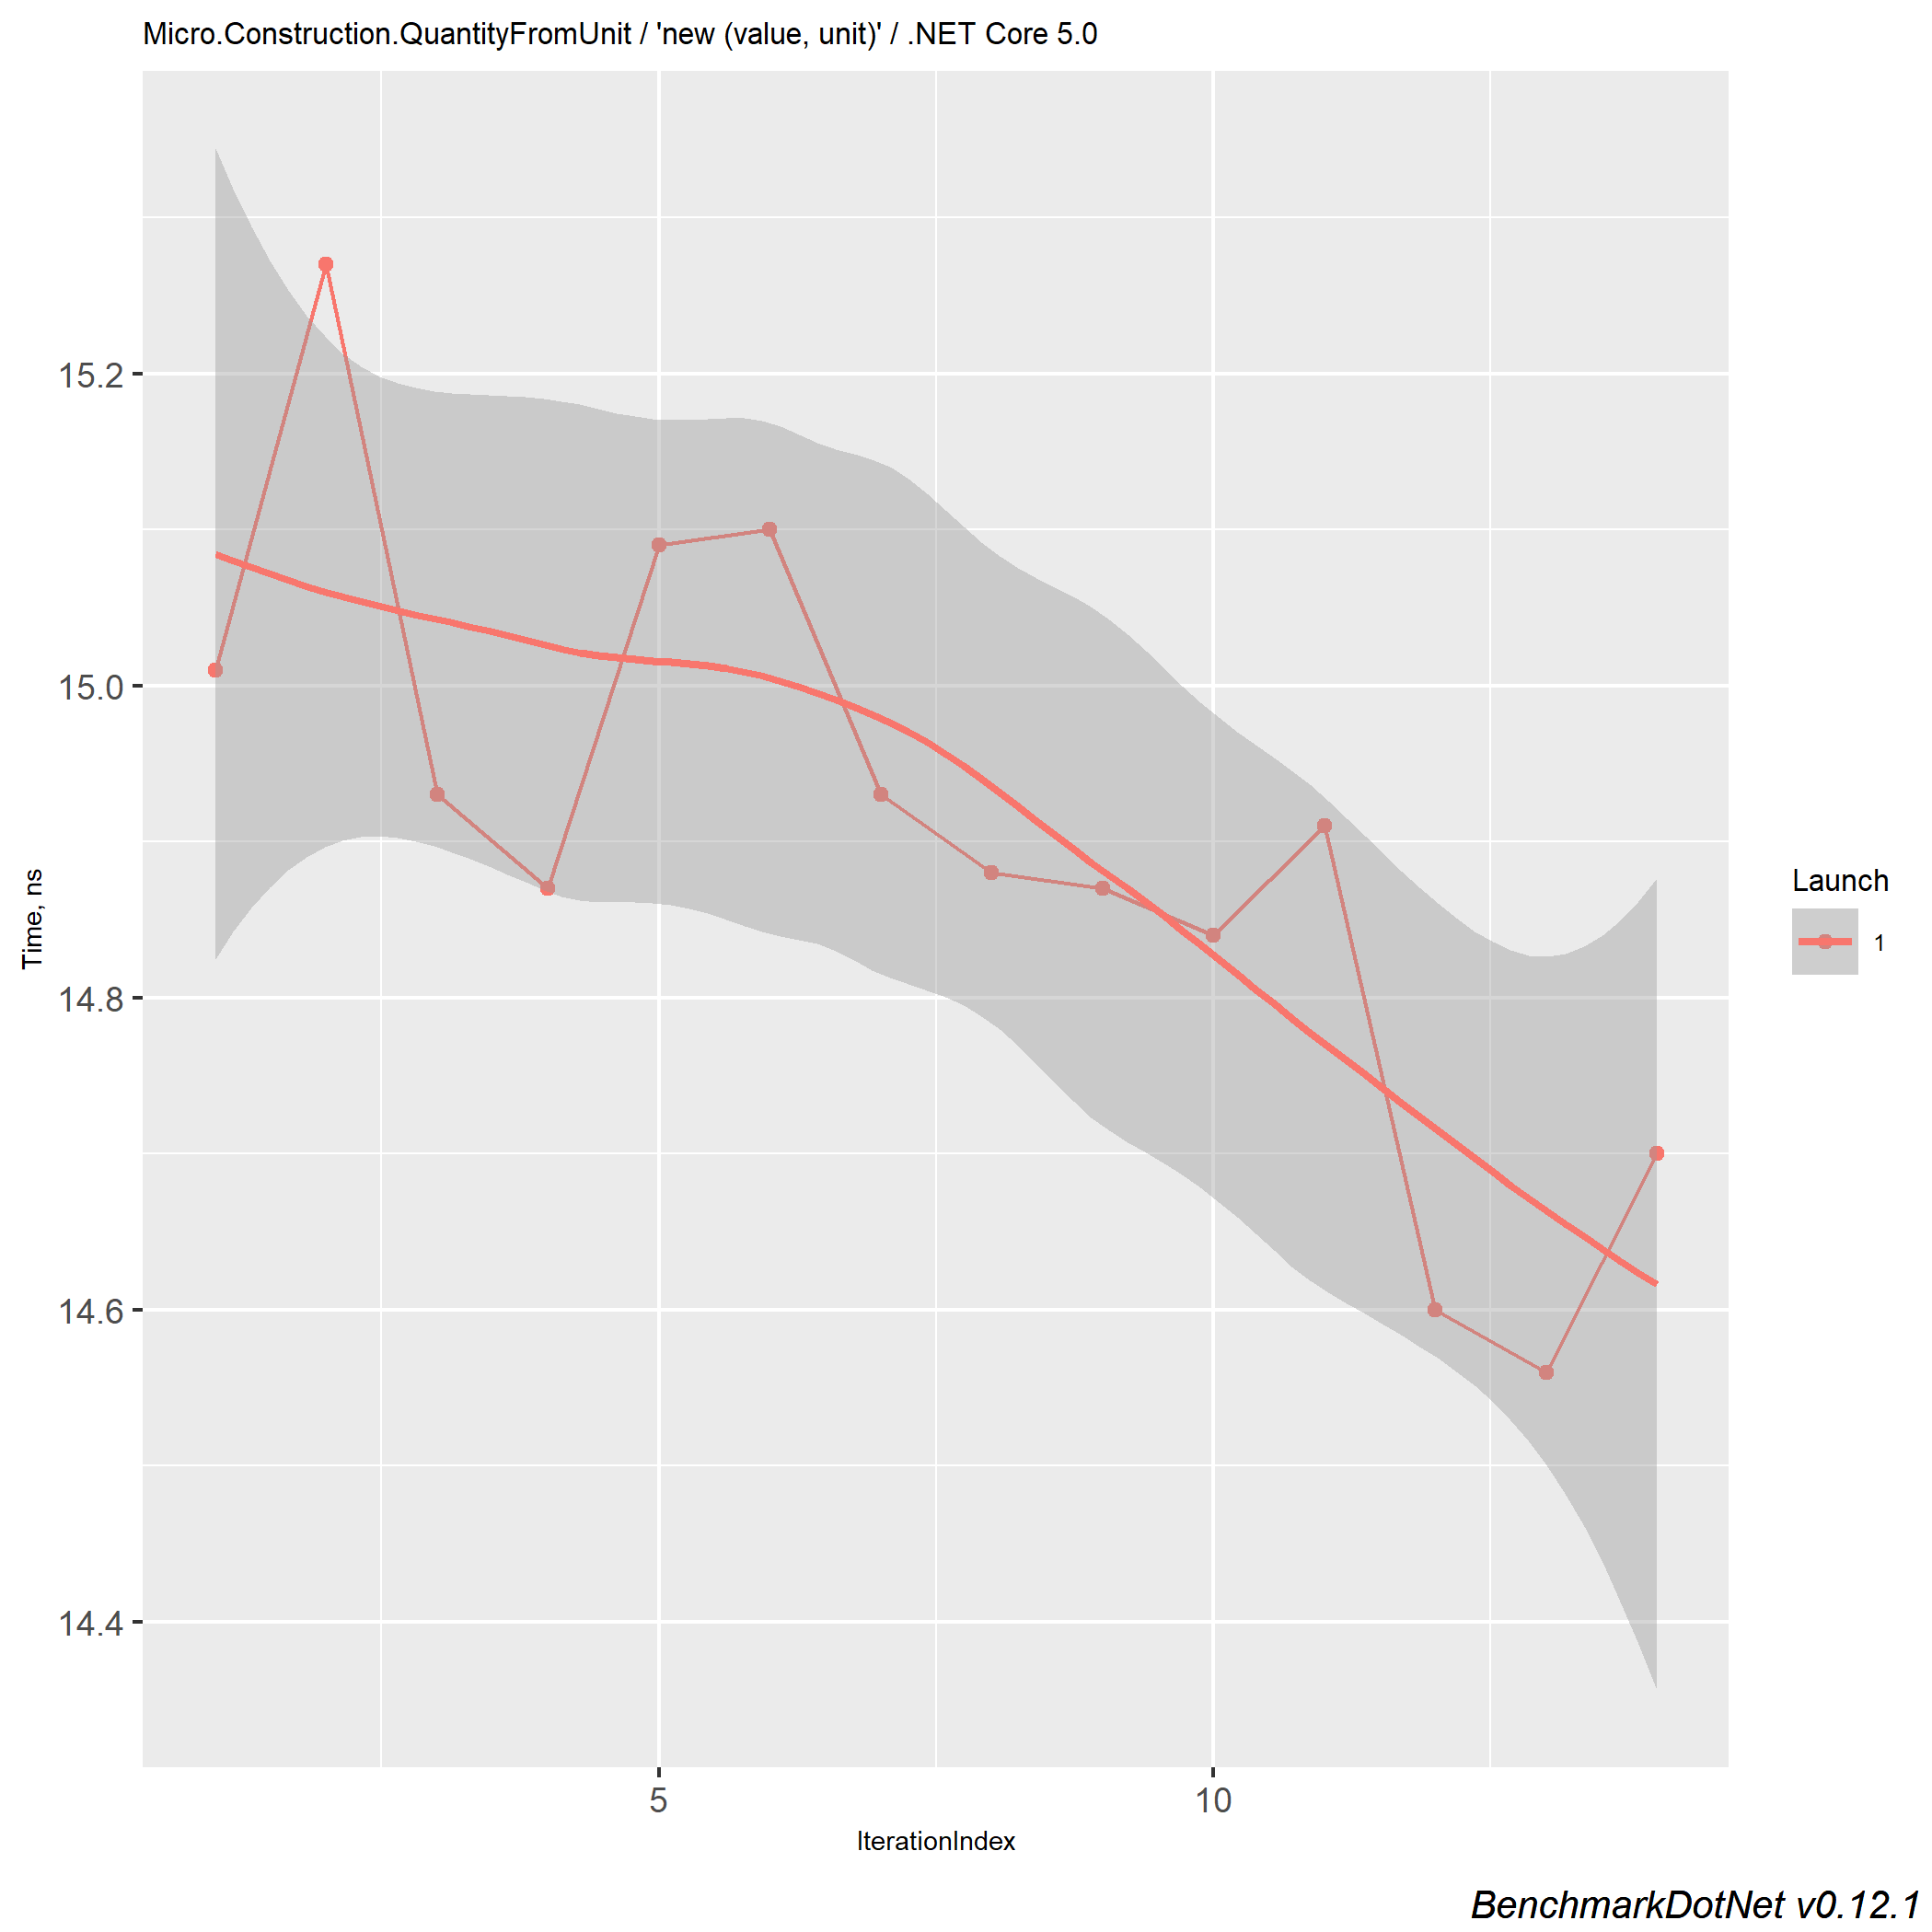 Micro.Construction.QuantityFromUnit / 'new (value, unit)' / .NET Core 5.0
Time, ns
15.2
15.0
14.8
14.6
14.4
5
10
IterationIndex
Launch
1
BenchmarkDotNet v0.12.1